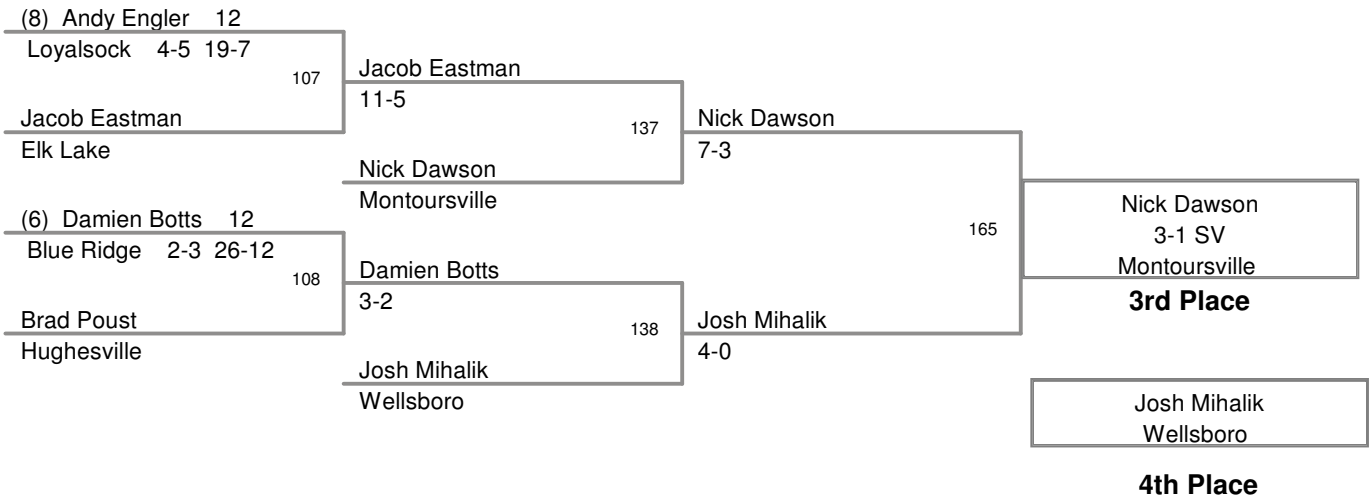 (8) Andy Engler 12
Loyalsock 4-5 19-7
107
Jacob Eastman
Elk Lake
Jacob Eastman
11-5
137
Nick Dawson
Montoursville
Nick Dawson
7-3
(6) Damien Botts 12
Blue Ridge 2-3 26-12
108
Brad Poust
Hughesville
Damien Botts
3-2
138
Josh Mihalik
Wellsboro
Josh Mihalik
4-0
165
Nick Dawson
3-1 SV
Montoursville
3rd Place
Josh Mihalik
Wellsboro
4th Place